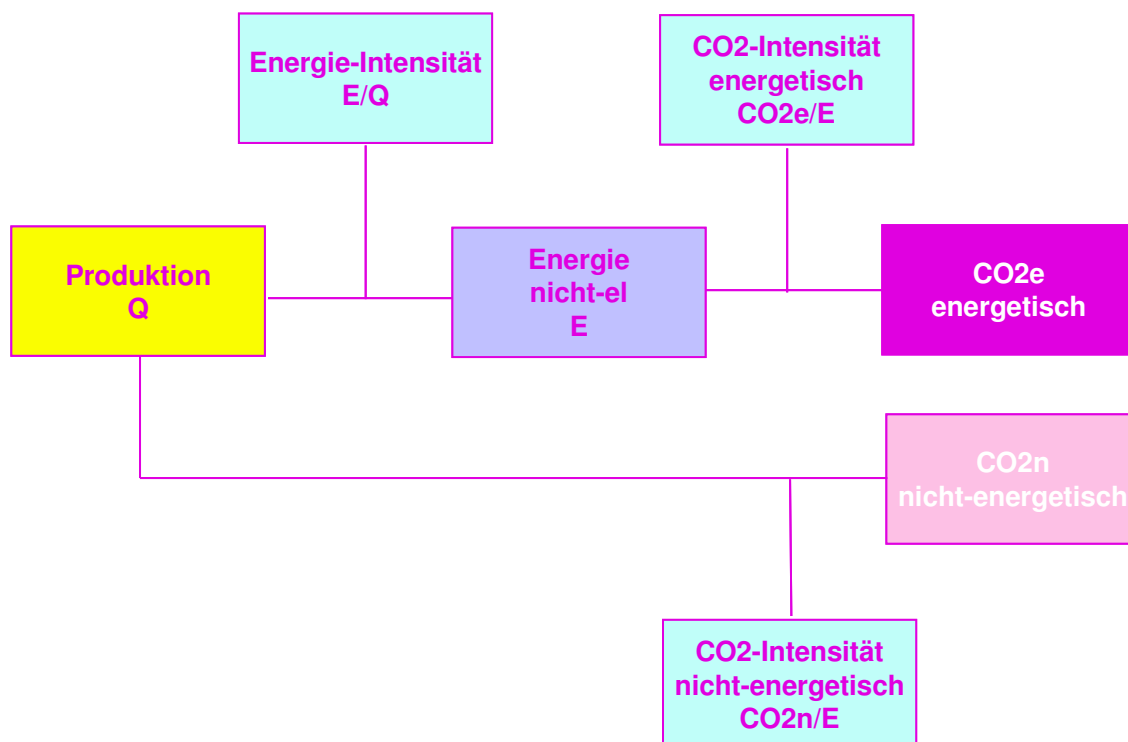 Energie-Intensität
E/Q
CO2-Intensität
energetisch
CO2e/E
Produktion
Q
Energie
nicht-el
E
CO2e
energetisch
CO2n
nicht-energetisch
CO2-Intensität
nicht-energetisch
CO2n/E